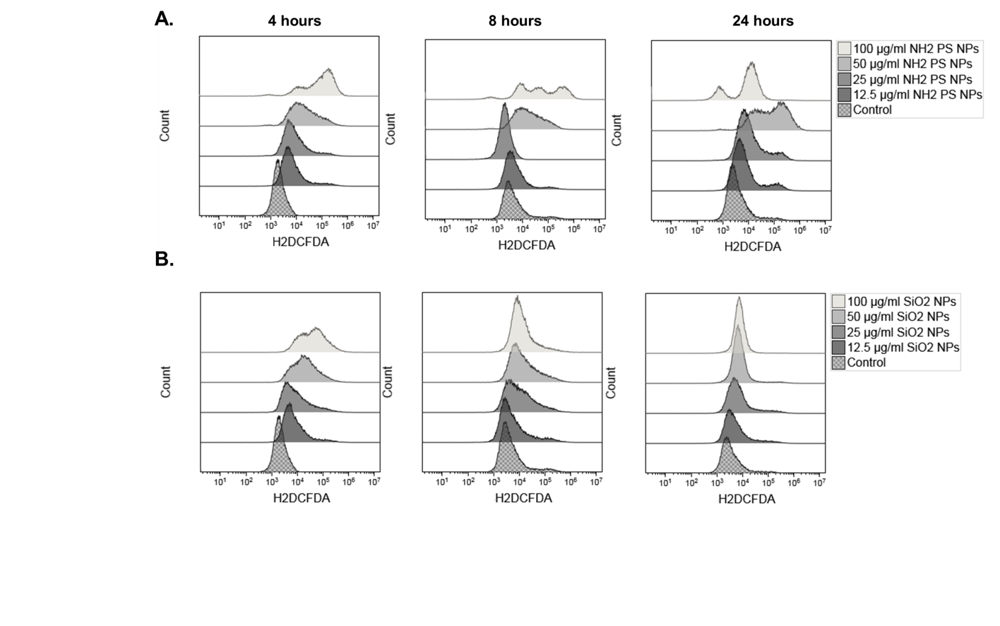 A.
4 hours
8 hours
24 hours
100 µg/ml NH2 PS NPs
50 µg/ml NH2 PS NPs
25 µg/ml NH2 PS NPs
12.5 µg/ml NH2 PS NPs
Control
Count
Count
Count
10¹ 10² 10³ 10⁴ 10⁵ 10⁶ 10⁷
10¹ 10² 10³ 10⁴ 10⁵ 10⁶ 10⁷
10¹ 10² 10³ 10⁴ 10⁵ 10⁶ 10⁷
H2DCFDA
H2DCFDA
H2DCFDA
B.
100 µg/ml SiO2 NPs
50 µg/ml SiO2 NPs
25 µg/ml SiO2 NPs
12.5 µg/ml SiO2 NPs
Control
Count
Count
Count
10¹ 10² 10³ 10⁴ 10⁵ 10⁶ 10⁷
10¹ 10² 10³ 10⁴ 10⁵ 10⁶ 10⁷
10¹ 10² 10³ 10⁴ 10⁵ 10⁶ 10⁷
H2DCFDA
H2DCFDA
H2DCFDA